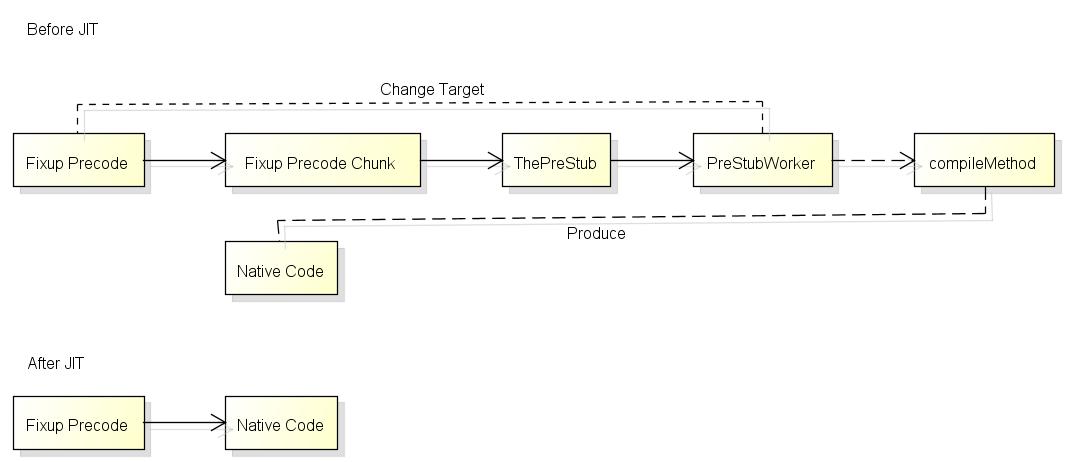 Before JIT
Change Target
Fixup Precode
Fixup Precode Chunk
ThePreStub
PreStubWorker
compileMethod
Produce
Native Code
After JIT
Fixup Precode
Native Code